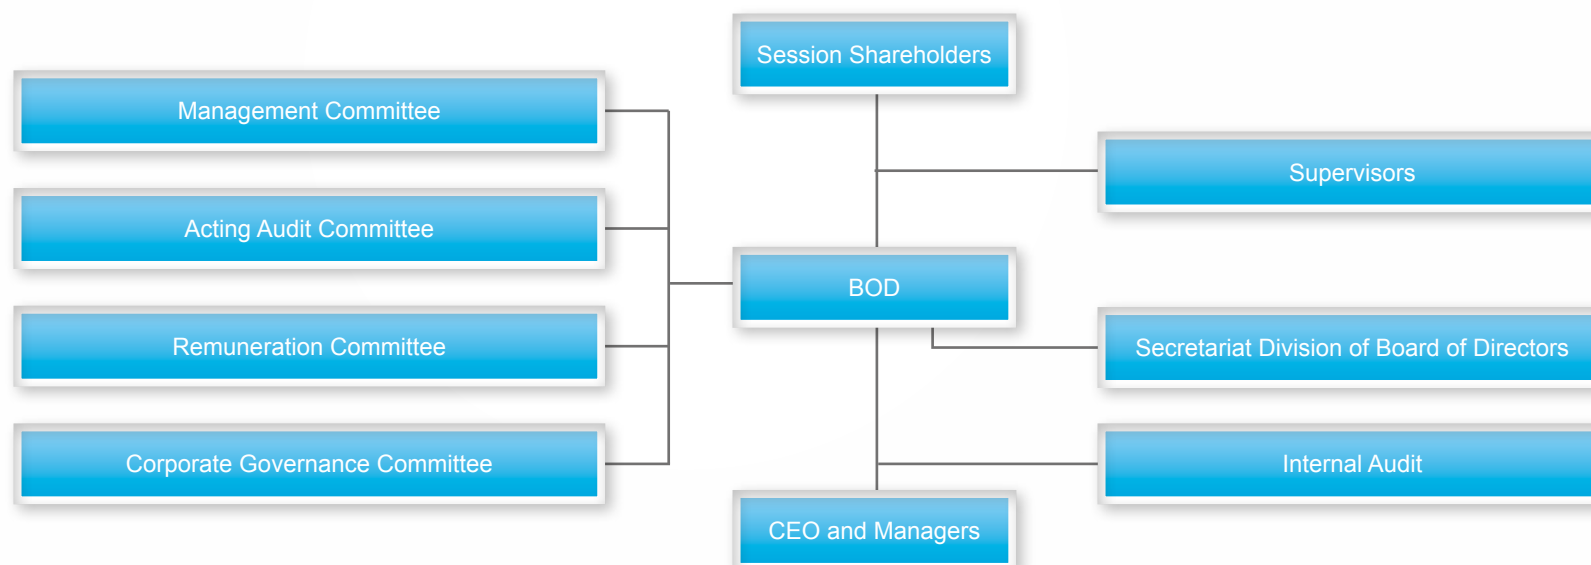 Session Shareholders
Management Committee
Supervisors
Acting Audit Committee
BOD
Remuneration Committee
Secretariat Division of Board of Directors
Corporate Governance Committee
Internal Audit
CEO and Managers